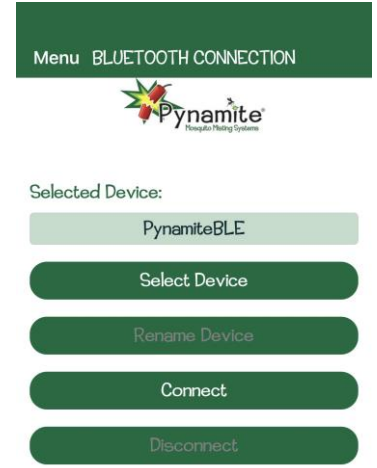 Menu BLUETOOTH CONNECTION
Pynamite®
Mosquito Misting Systems
Selected Device:
PynamiteBLE
Select Device
Rename Device
Connect
Disconnect